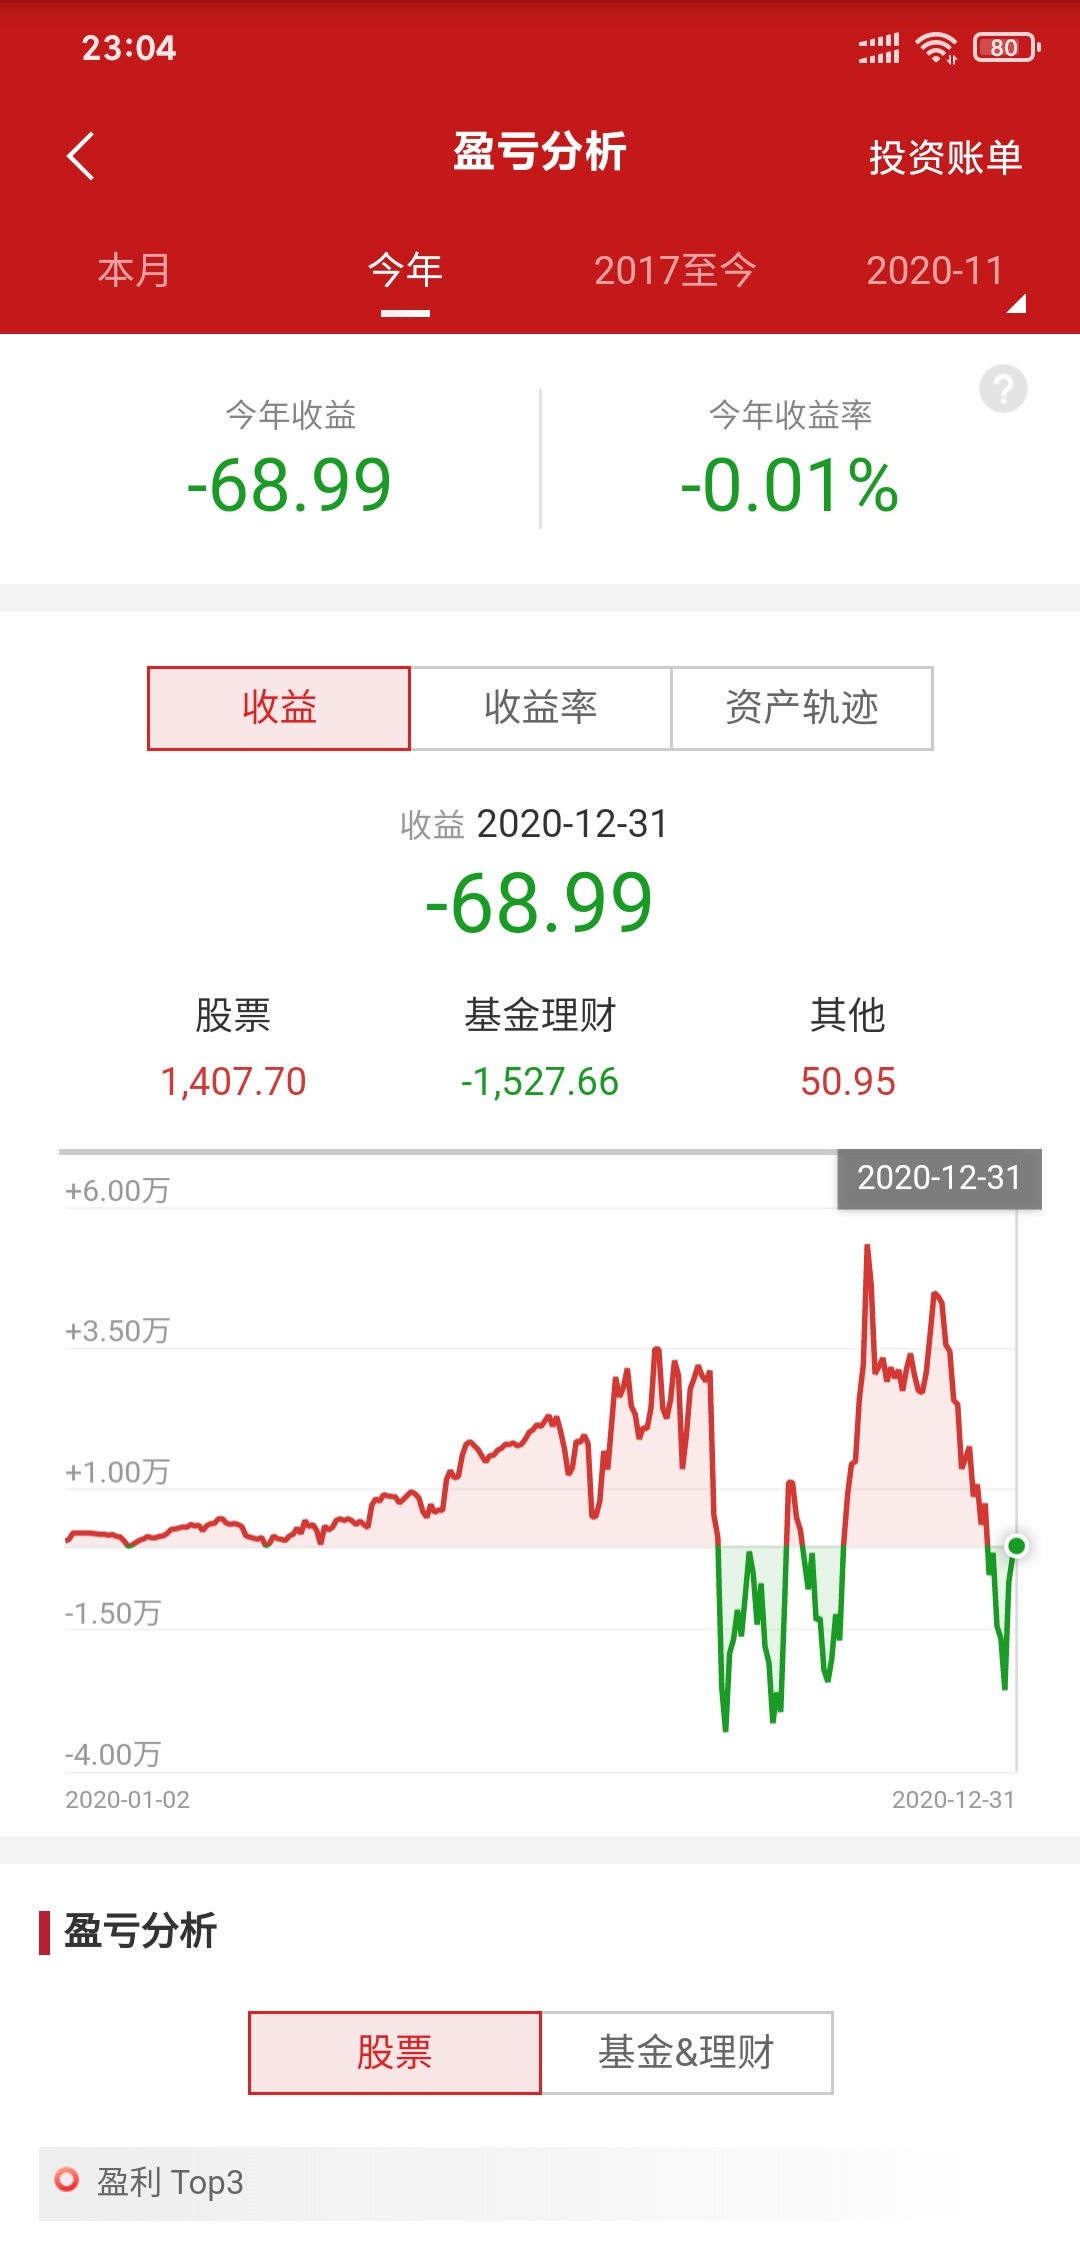 23:04
80
盈亏分析
投资账单
本月 今年 2017至今 2020-11
今年收益 今年收益率
?
-68.99 -0.01%
收益 收益率 资产轨迹
收益 2020-12-31
-68.99
股票 基金理财 其他
1,407.70 -1,527.66 50.95
2020-12-31
+6.00万
+3.50万
+1.00万
-1.50万
-4.00万
2020-01-02 2020-12-31
盈亏分析
股票 基金&理财
盈利 Top3